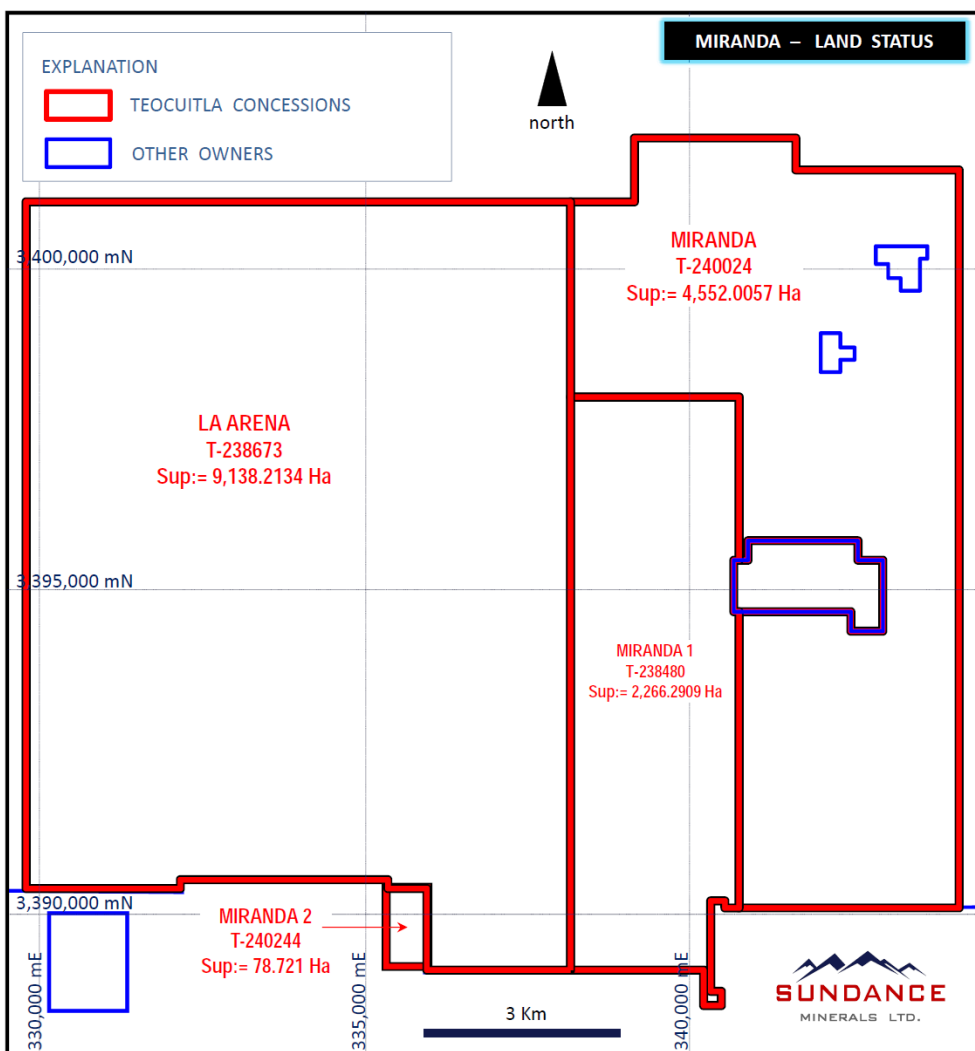 MIRANDA – LAND STATUS
EXPLANATION
TEOCUITLA CONCESSIONS
OTHER OWNERS
north
3,400,000 mN
MIRANDA
T-240024
Sup:= 4,552.0057 Ha
LA ARENA
T-238673
Sup:= 9,138.2134 Ha
3,395,000 mN
MIRANDA 1
T-238480
Sup:= 2,266.2909 Ha
3,390,000 mN
MIRANDA 2
T-240244
Sup:= 78.721 Ha
330,000 mE
335,000 mE
340,000 mE
3 Km
SUNDANCE
MINERALS LTD.